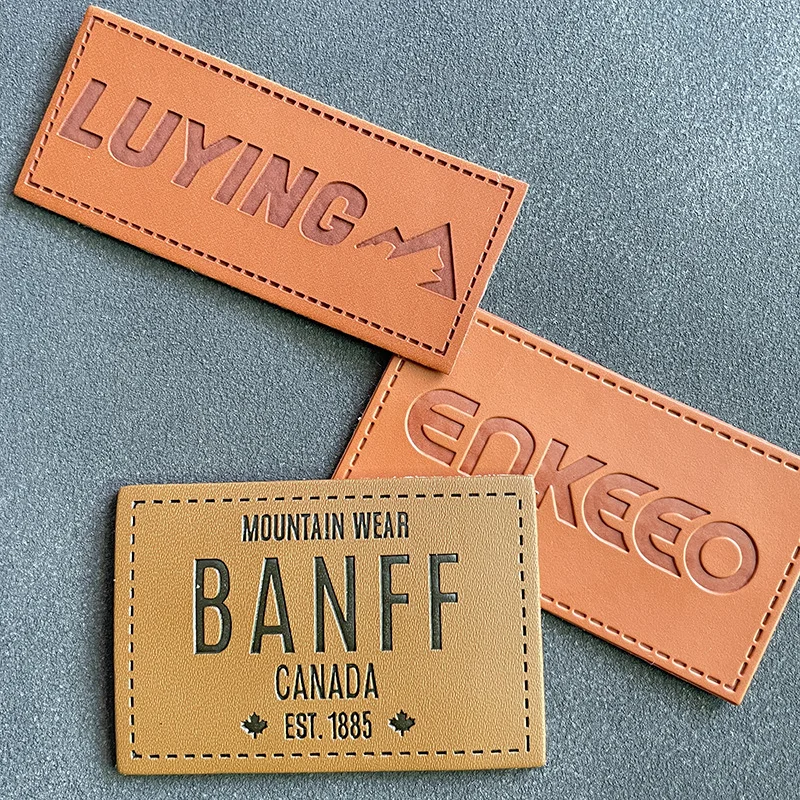 LUYING
ENKEEO
MOUNTAIN WEAR
BANFF
CANADA
EST. 1885